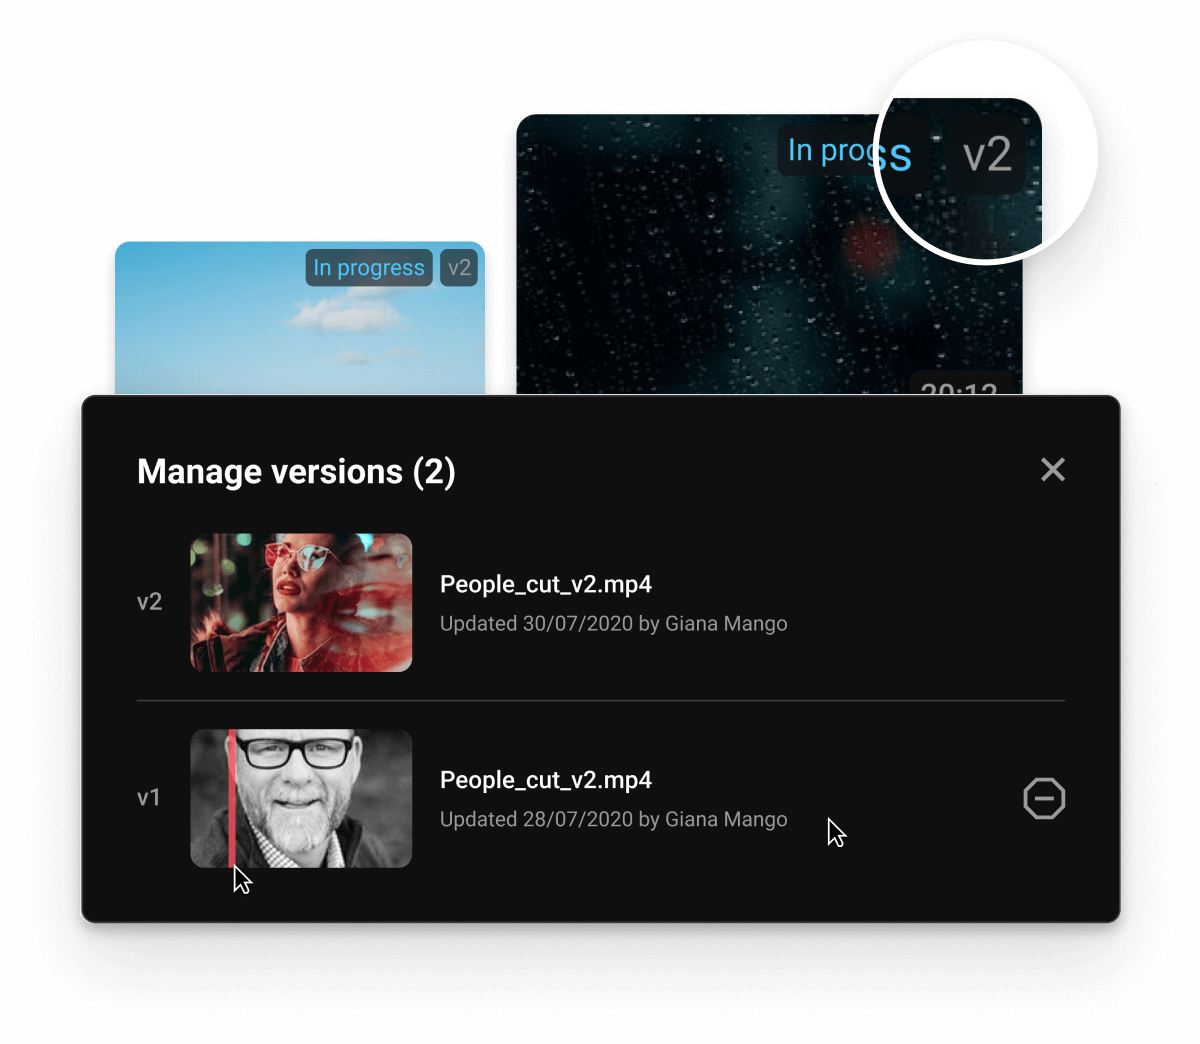 In progress
v2
In progress
v2
20:12
Manage versions (2)
v2
People_cut_v2.mp4
Updated 30/07/2020 by Giana Mango
v1
People_cut_v2.mp4
Updated 28/07/2020 by Giana Mango